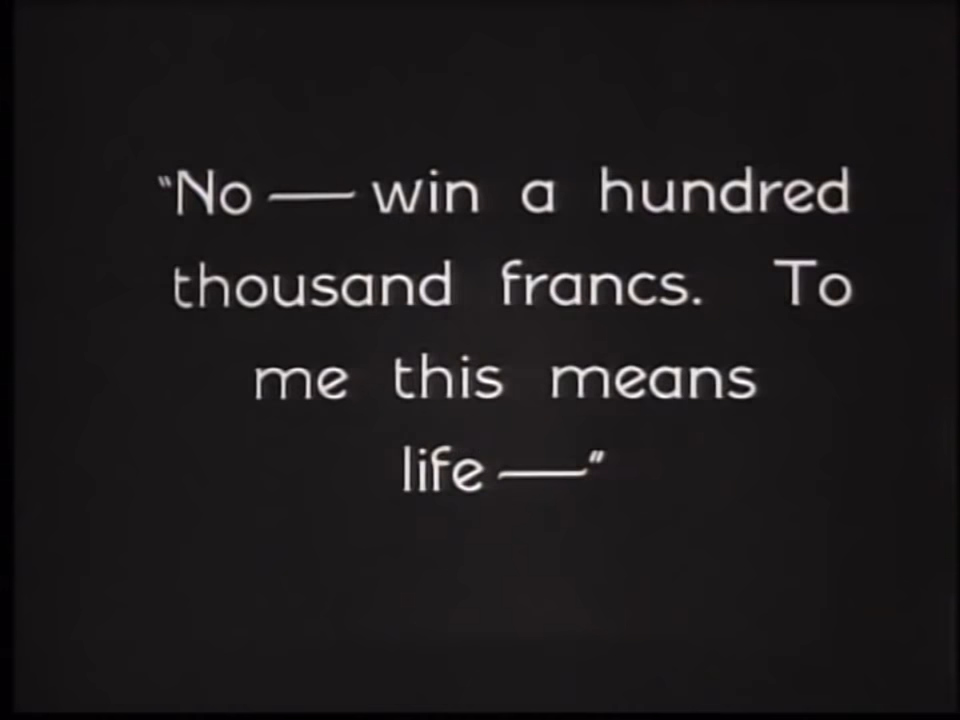 "No — win a hundred
thousand francs. To
me this means
life —"